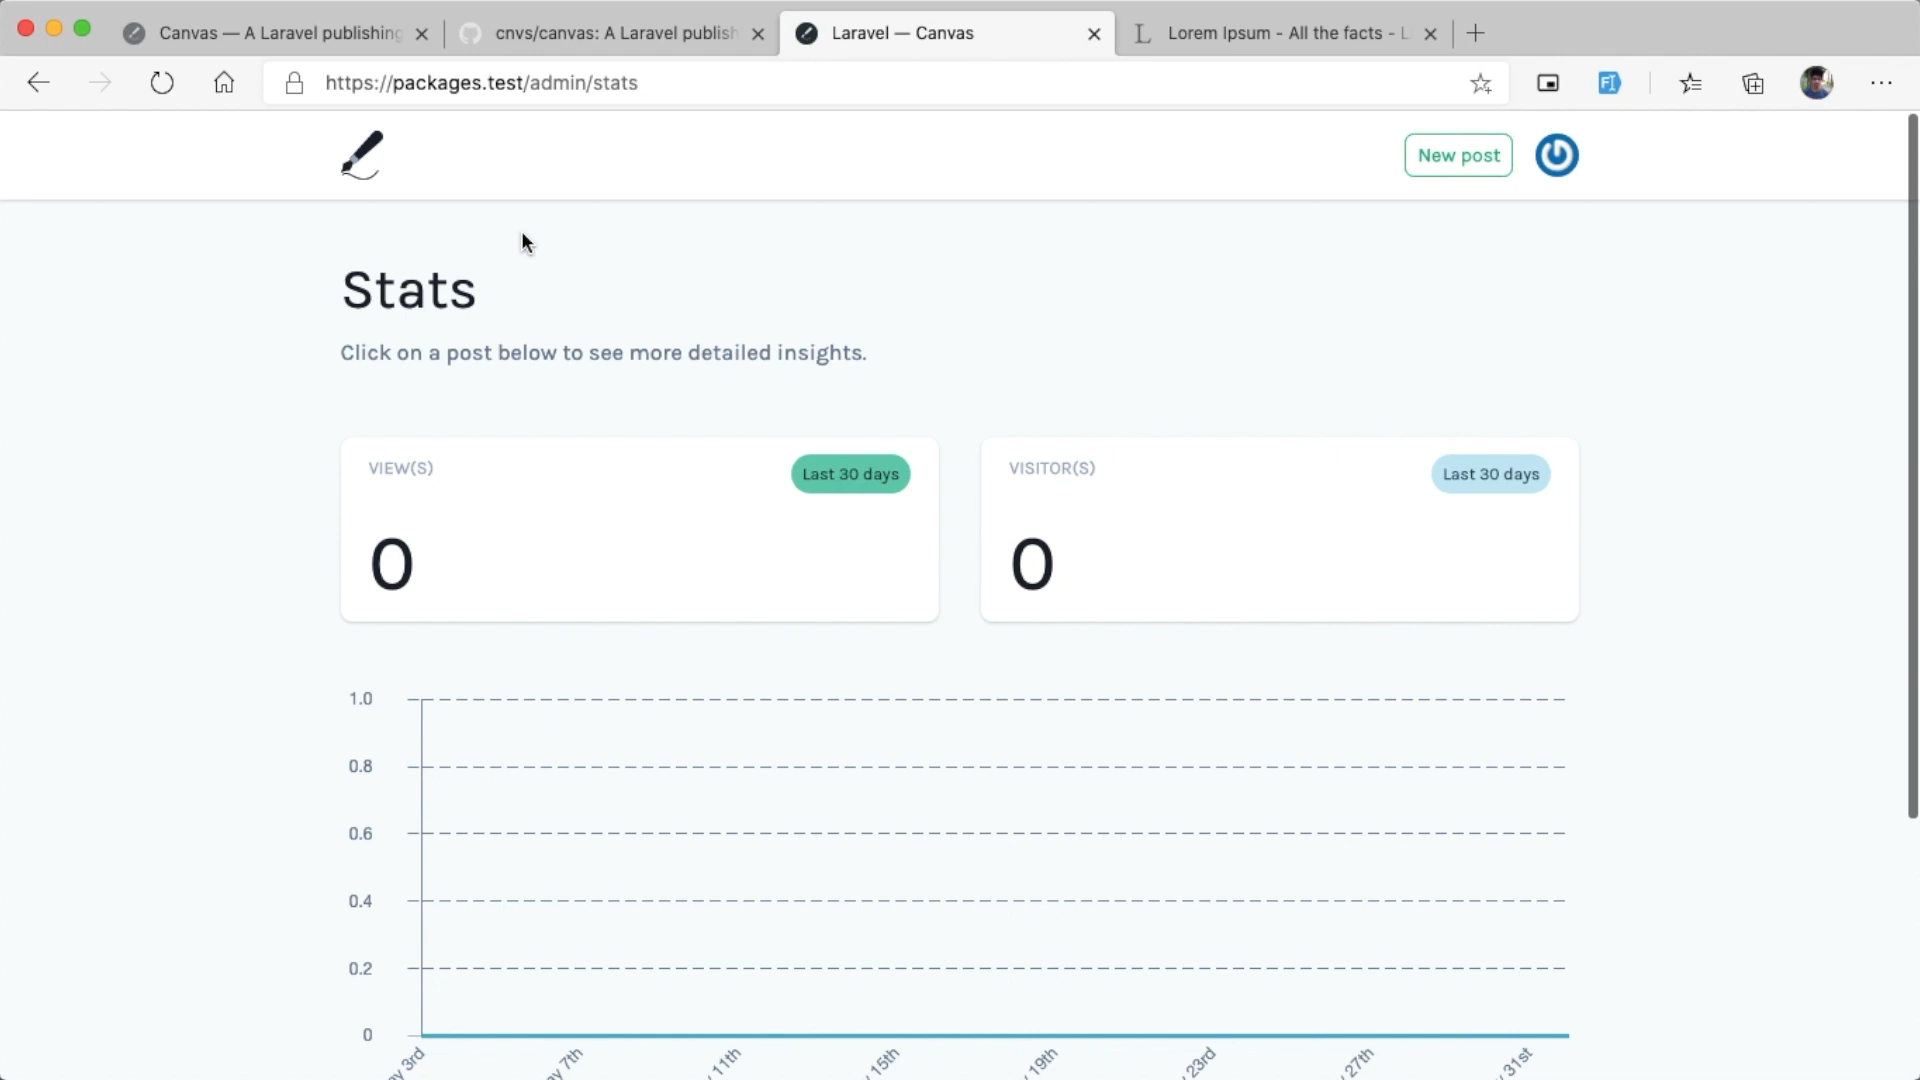 Canvas — A Laravel publishing
cnvs/canvas: A Laravel publish
Laravel — Canvas
Lorem Ipsum - All the facts - L
https://packages.test/admin/stats
New post
Stats
Click on a post below to see more detailed insights.
VIEW(S)
Last 30 days
0
VISITOR(S)
Last 30 days
0
1.0
0.8
0.6
0.4
0.2
0
y 3rd
y 7th
11th
15th
19th
23rd
27th
31st